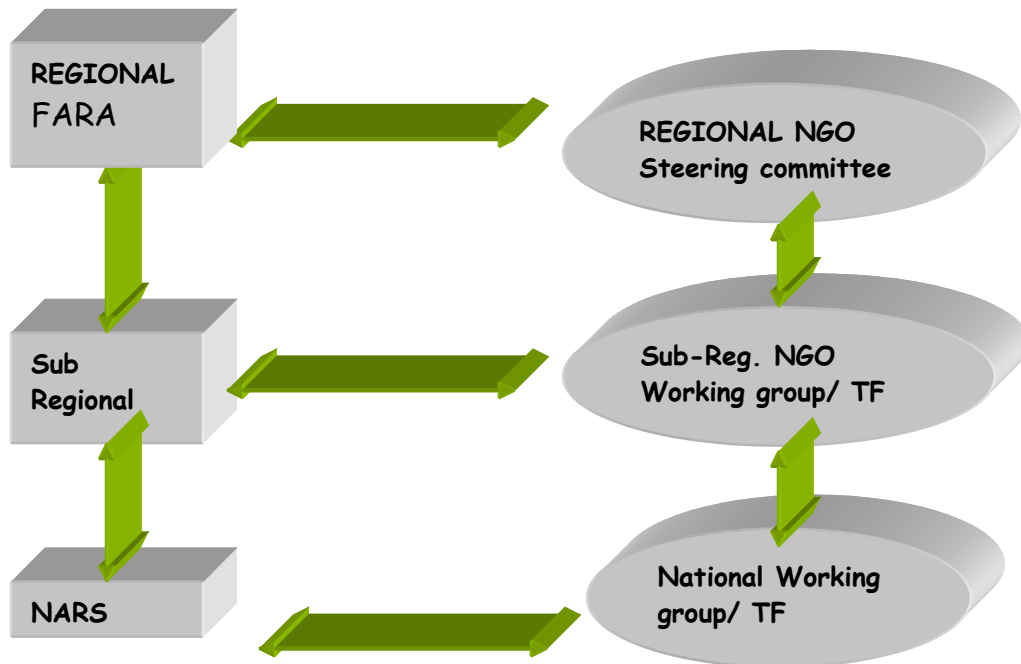 REGIONAL
FARA
REGIONAL NGO
Steering committee
Sub
Regional
Sub-Reg. NGO
Working group/ TF
NARS
National Working
group/ TF